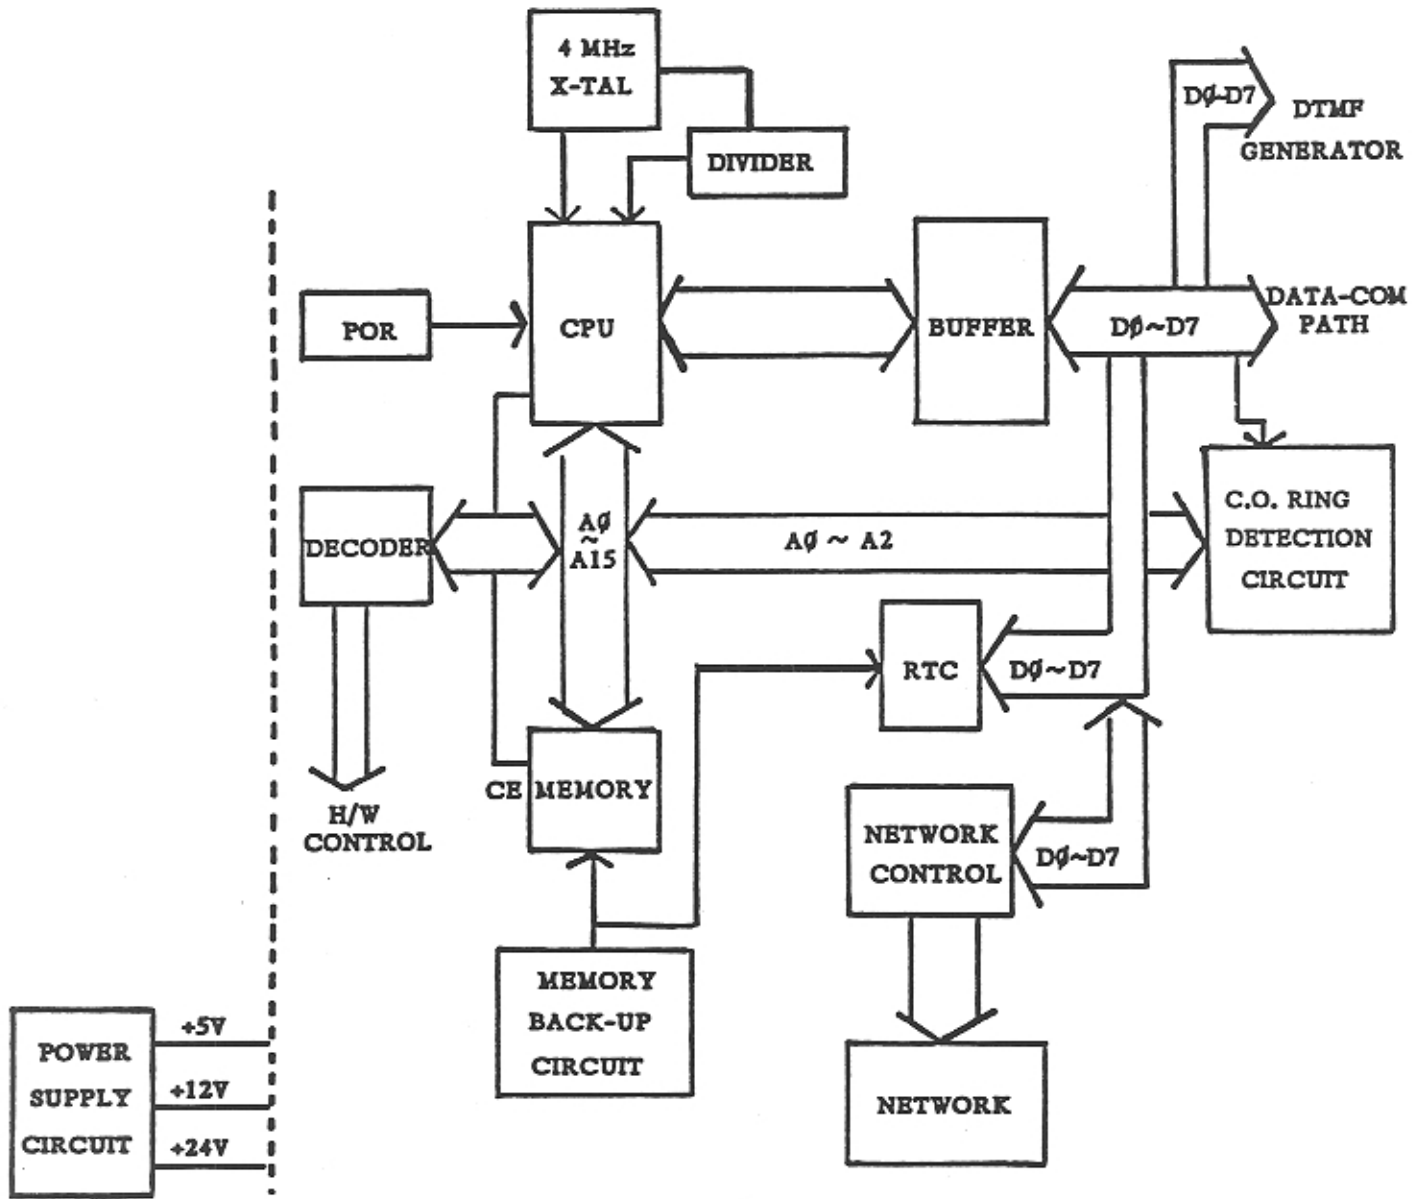 4 MHz
X-TAL
DIVIDER
DØ~D7
DTMF
GENERATOR
POR
CPU
BUFFER
DØ~D7
DATA-COM
PATH
DECODER
AØ
~
A15
AØ ~ A2
C.O. RING
DETECTION
CIRCUIT
RTC
DØ~D7
H/W
CONTROL
CE
MEMORY
NETWORK
CONTROL
DØ~D7
MEMORY
BACK-UP
CIRCUIT
NETWORK
POWER
SUPPLY
CIRCUIT
+5V
+12V
+24V